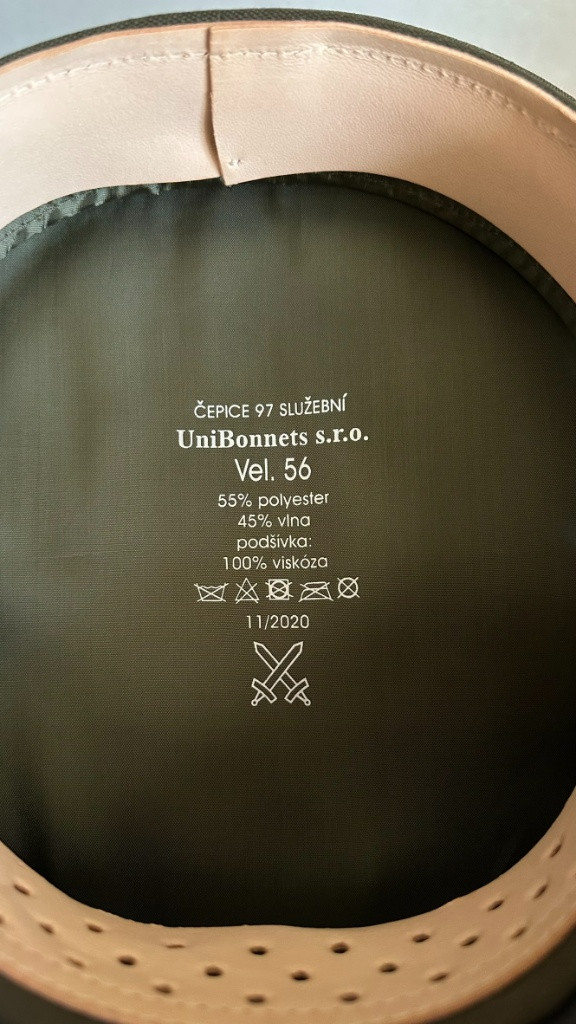 ČEPICE 97 SLUŽEBNÍ
UniBonnets s.r.o.
Vel. 56
55% polyester
45% vlna
podšívka:
100% viskóza
11/2020